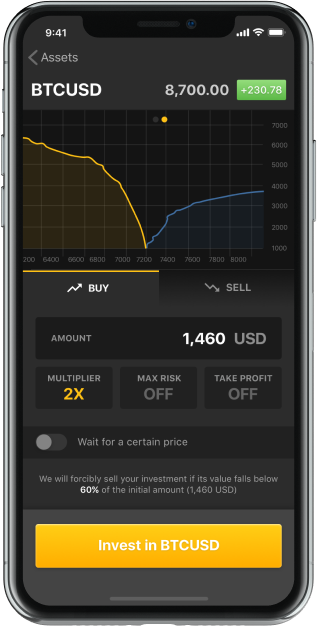 9:41
Assets
BTCUSD 8,700.00 +230.78
7000
6000
5000
4000
3000
2000
1000
200 6400 6600 6800 7000 7200 7400 7600 7800 8000
BUY SELL
AMOUNT 1,460 USD
MULTIPLIER MAX RISK TAKE PROFIT
2X OFF OFF
Wait for a certain price
We will forcibly sell your investment if its value falls below
60% of the initial amount (1,460 USD)
Invest in BTCUSD